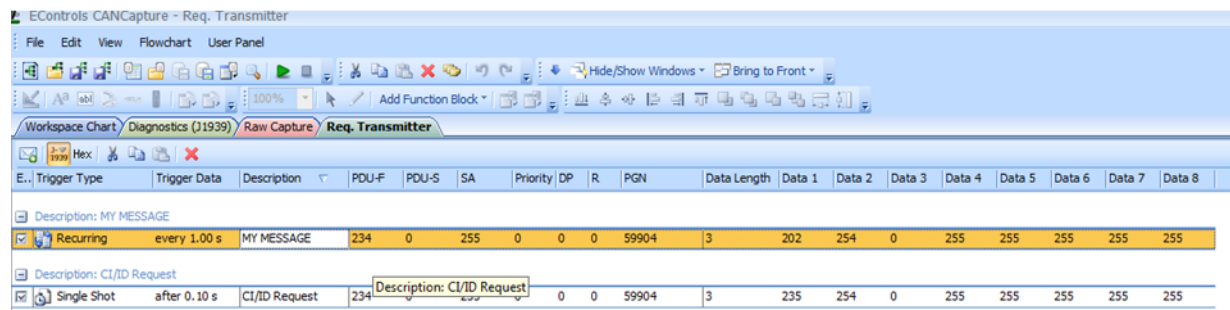 EControls CANCapture - Req. Transmitter
File Edit View Flowchart User Panel
Hide/Show Windows Bring to Front
100% Add Function Block
Workspace Chart Diagnostics (J1939) Raw Capture Req. Transmitter
J 1939 Hex
E.. Trigger Type Trigger Data Description PDU-F PDU-S SA Priority DP R PGN Data Length Data 1 Data 2 Data 3 Data 4 Data 5 Data 6 Data 7 Data 8
Description: MY MESSAGE
Recurring every 1.00 s MY MESSAGE 234 0 255 0 0 0 59904 3 202 254 0 255 255 255 255 255
Description: CI/ID Request
Description: CI/ID Request
Single Shot after 0.10 s CI/ID Request 234 0 255 0 0 0 59904 3 235 254 0 255 255 255 255 255